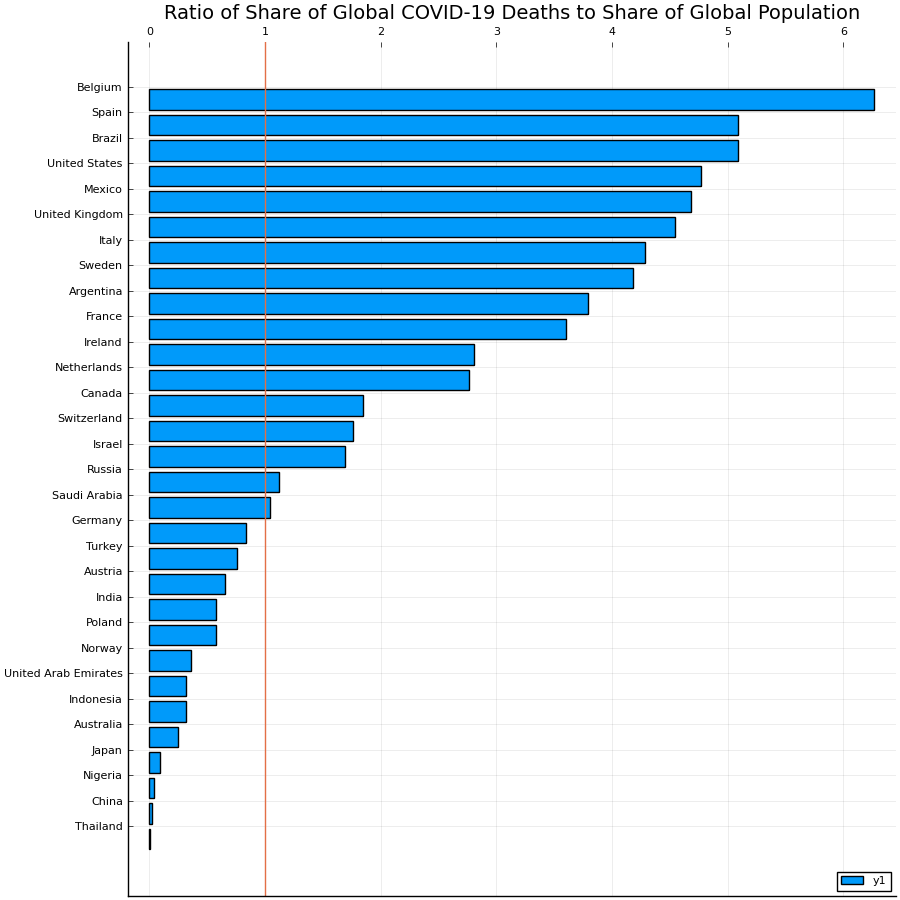 Ratio of Share of Global COVID-19 Deaths to Share of Global Population
0 1 2 3 4 5 6
Belgium
Spain
Brazil
United States
Mexico
United Kingdom
Italy
Sweden
Argentina
France
Ireland
Netherlands
Canada
Switzerland
Israel
Russia
Saudi Arabia
Germany
Turkey
Austria
India
Poland
Norway
United Arab Emirates
Indonesia
Australia
Japan
Nigeria
China
Thailand
y1